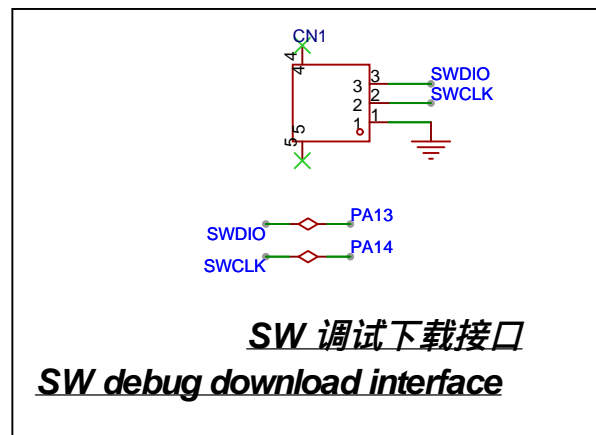 CN1
4
4
3 3 SWDIO
2 2 SWCLK
1 1
5
5
PA13
SWDIO
PA14
SWCLK
SW 调试下载接口
SW debug download interface